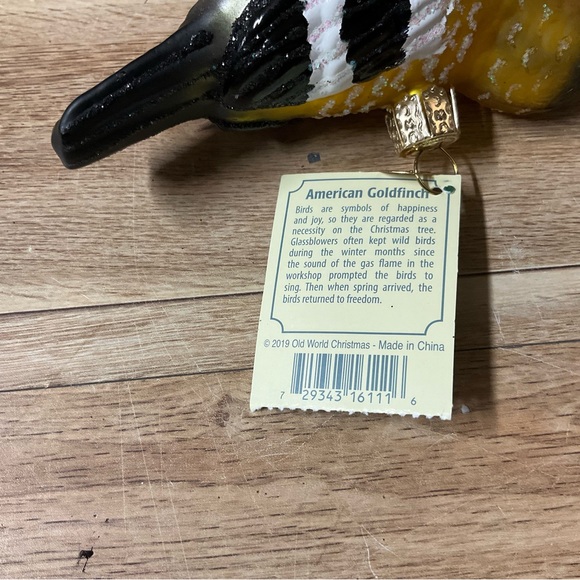 American Goldfinch
Birds are symbols of happiness
and joy, so they are regarded as a
necessity on the Christmas tree.
Glassblowers often kept wild birds
during the winter months since
the sound of the gas flame in the
workshop prompted the birds to
sing. Then when spring arrived, the
birds returned to freedom.
© 2019 Old World Christmas - Made in China
7 29343 16111 6